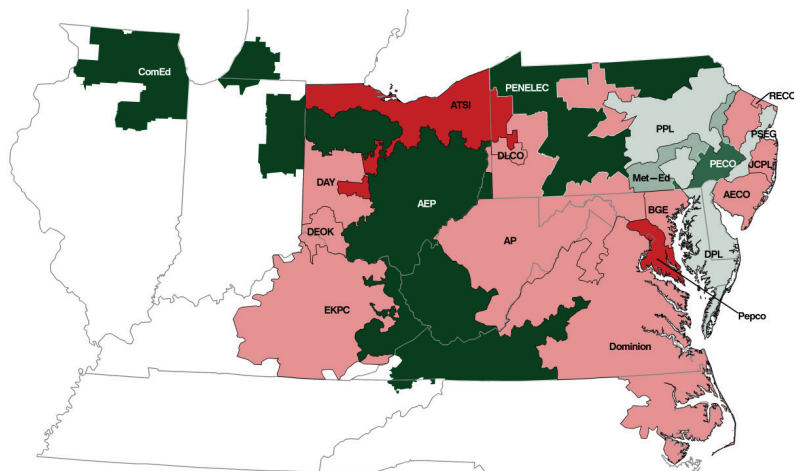 ComEd
PENELEC
RECO
ATSI
PPL
PSEG
DLCO
PECO
JCPL
DAY
Met–Ed
AECO
AEP
BGE
DEOK
AP
DPL
EKPC
Pepco
Dominion